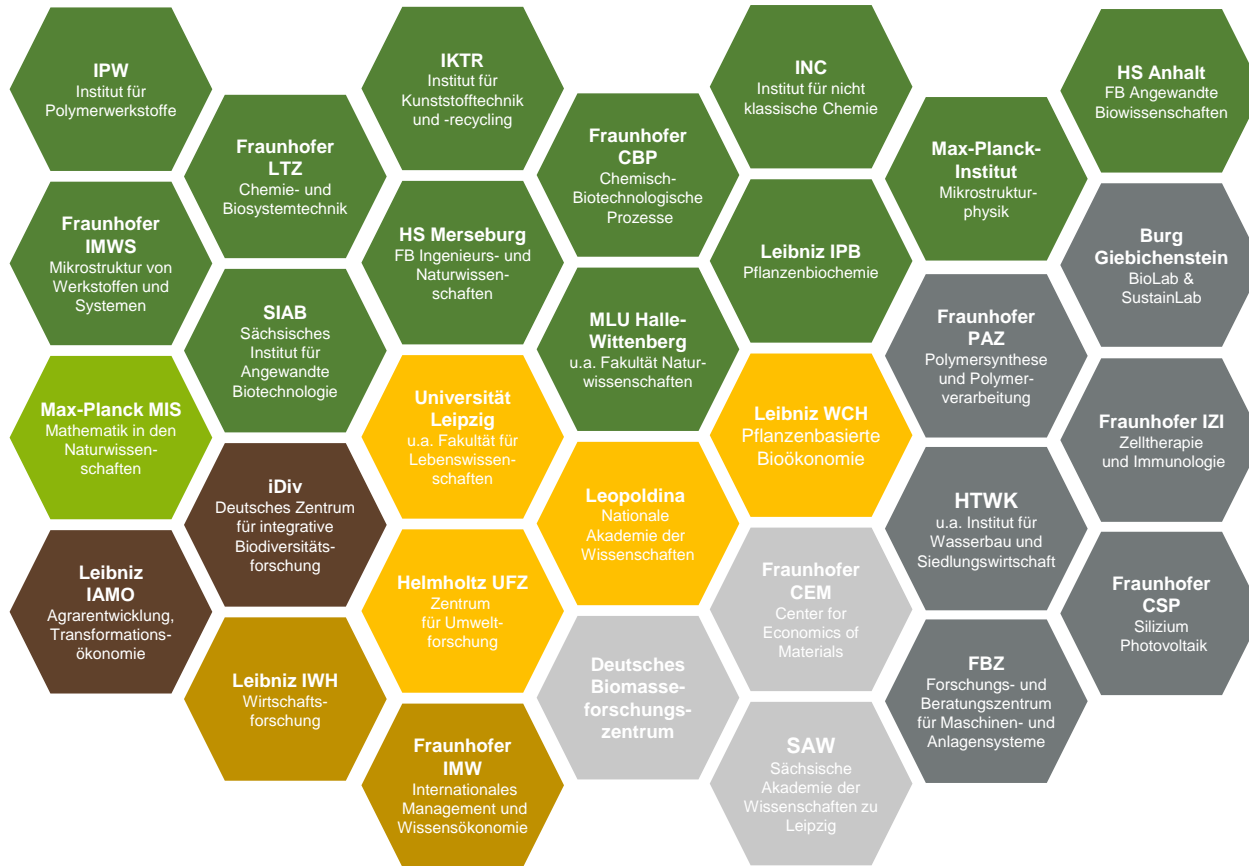 IPW
Institut für
Polymerwerkstoffe
IKTR
Institut für
Kunststofftechnik
und -recycling
INC
Institut für nicht
klassische Chemie
HS Anhalt
FB Angewandte
Biowissenschaften
Fraunhofer
LTZ
Chemie- und
Biosystemtechnik
Fraunhofer
CBP
Chemisch-
Biotechnologische
Prozesse
Max-Planck-
Institut
Mikrostruktur-
physik
Fraunhofer
IMWS
Mikrostruktur von
Werkstoffen und
Systemen
HS Merseburg
FB Ingenieurs- und
Naturwissen-
schaften
Leibniz IPB
Pflanzenbiochemie
Burg
Giebichenstein
BioLab &
SustainLab
SIAB
Sächsisches
Institut für
Angewandte
Biotechnologie
MLU Halle-
Wittenberg
u.a. Fakultät Natur-
wissenschaften
Fraunhofer
PAZ
Polymersynthese
und Polymer-
verarbeitung
Max-Planck MIS
Mathematik in den
Naturwissen-
schaften
Universität
Leipzig
u.a. Fakultät für
Lebenswissen-
schaften
Leibniz WCH
Pflanzenbasierte
Bioökonomie
Fraunhofer IZI
Zelltherapie
und Immunologie
iDiv
Deutsches Zentrum
für integrative
Biodiversitäts-
forschung
Leopoldina
Nationale
Akademie der
Wissenschaften
HTWK
u.a. Institut für
Wasserbau und
Siedlungswirtschaft
Leibniz
IAMO
Agrarentwicklung,
Transformations-
ökonomie
Helmholtz UFZ
Zentrum
für Umwelt-
forschung
Fraunhofer
CEM
Center for
Economics of
Materials
Fraunhofer
CSP
Silizium
Photovoltaik
Leibniz IWH
Wirtschafts-
forschung
Deutsches
Biomasse-
forschungs-
zentrum
FBZ
Forschungs- und
Beratungszentrum
für Maschinen- und
Anlagensysteme
Fraunhofer
IMW
Internationales
Management und
Wissensökonomie
SAW
Sächsische
Akademie der
Wissenschaften zu
Leipzig